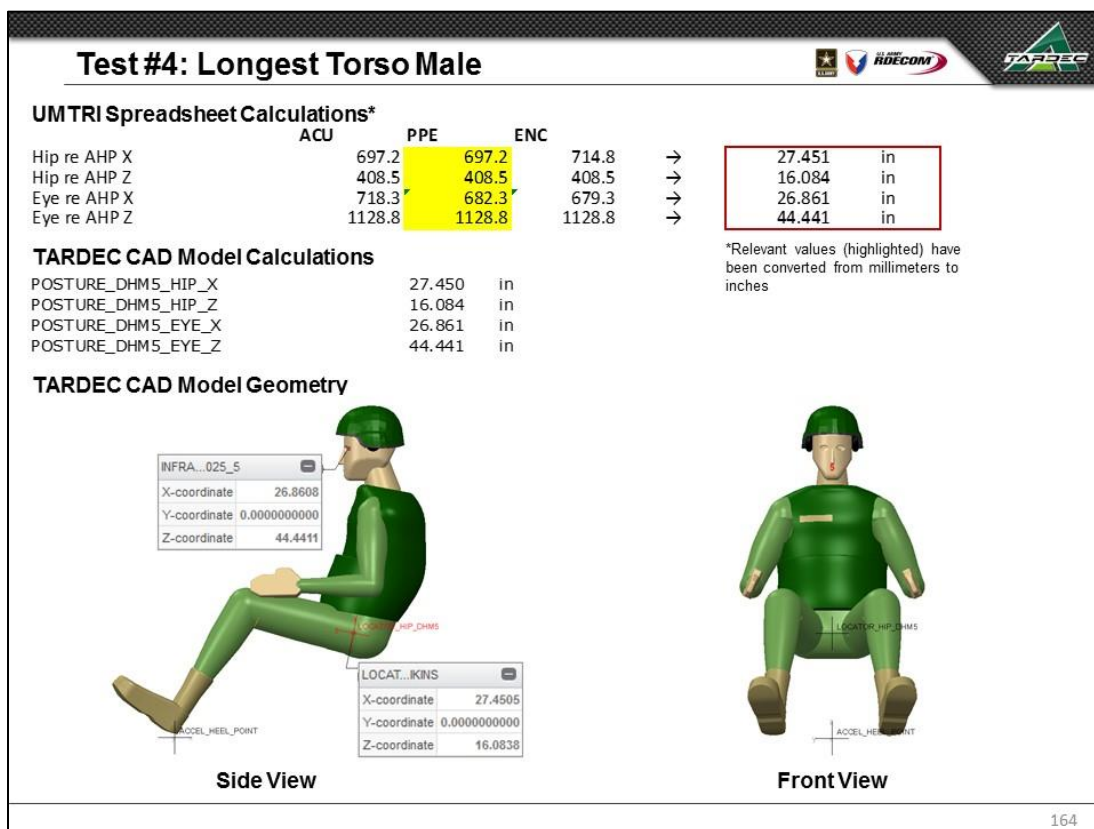 Test #4: Longest Torso Male
U.S. ARMY
U.S. ARMY
RDECOM
TARDEC
UMTRI Spreadsheet Calculations*
ACU PPE ENC
Hip re AHP X 697.2 697.2 714.8 → 27.451 in
Hip re AHP Z 408.5 408.5 408.5 → 16.084 in
Eye re AHP X 718.3 682.3 679.3 → 26.861 in
Eye re AHP Z 1128.8 1128.8 1128.8 → 44.441 in
*Relevant values (highlighted) have
been converted from millimeters to
inches
TARDEC CAD Model Calculations
POSTURE_DHM5_HIP_X 27.450 in
POSTURE_DHM5_HIP_Z 16.084 in
POSTURE_DHM5_EYE_X 26.861 in
POSTURE_DHM5_EYE_Z 44.441 in
TARDEC CAD Model Geometry
INFRA...025_5
X-coordinate 26.8608
Y-coordinate 0.0000000000
Z-coordinate 44.4411
LOCATOR_HIP_DHM5
LOCAT...IKINS
X-coordinate 27.4505
Y-coordinate 0.0000000000
Z-coordinate 16.0838
ACCEL_HEEL_POINT
Side View
5
LOCATOR_HIP_DHM5
ACCEL_HEEL_POINT
Front View
164